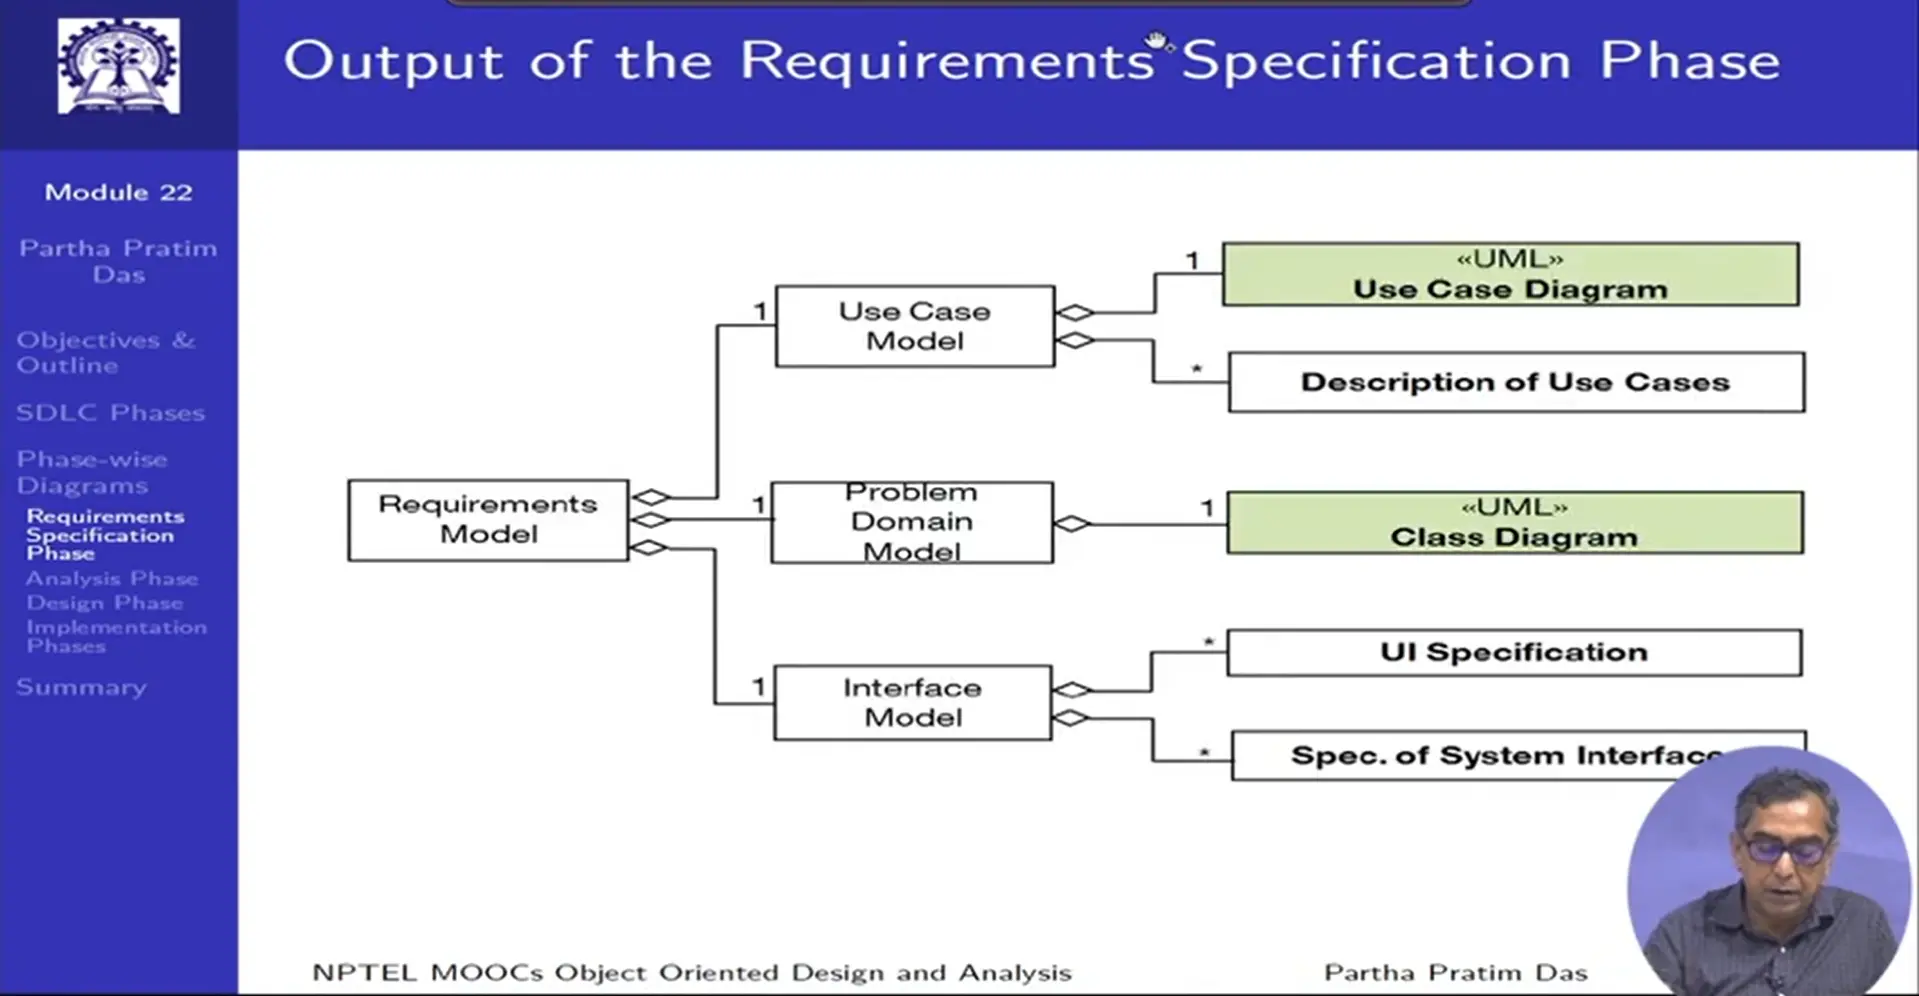 Output of the Requirements Specification Phase
Module 22
Partha Pratim
Das
Objectives &
Outline
SDLC Phases
Phase-wise
Diagrams
Requirements
Specification
Phase
Analysis Phase
Design Phase
Implementation
Phases
Summary
Requirements
Model
1
Use Case
Model
1
«UML»
Use Case Diagram
*
Description of Use Cases
1
Problem
Domain
Model
1
«UML»
Class Diagram
1
Interface
Model
*
UI Specification
*
Spec. of System Interface
NPTEL MOOCs Object Oriented Design and Analysis
Partha Pratim Das